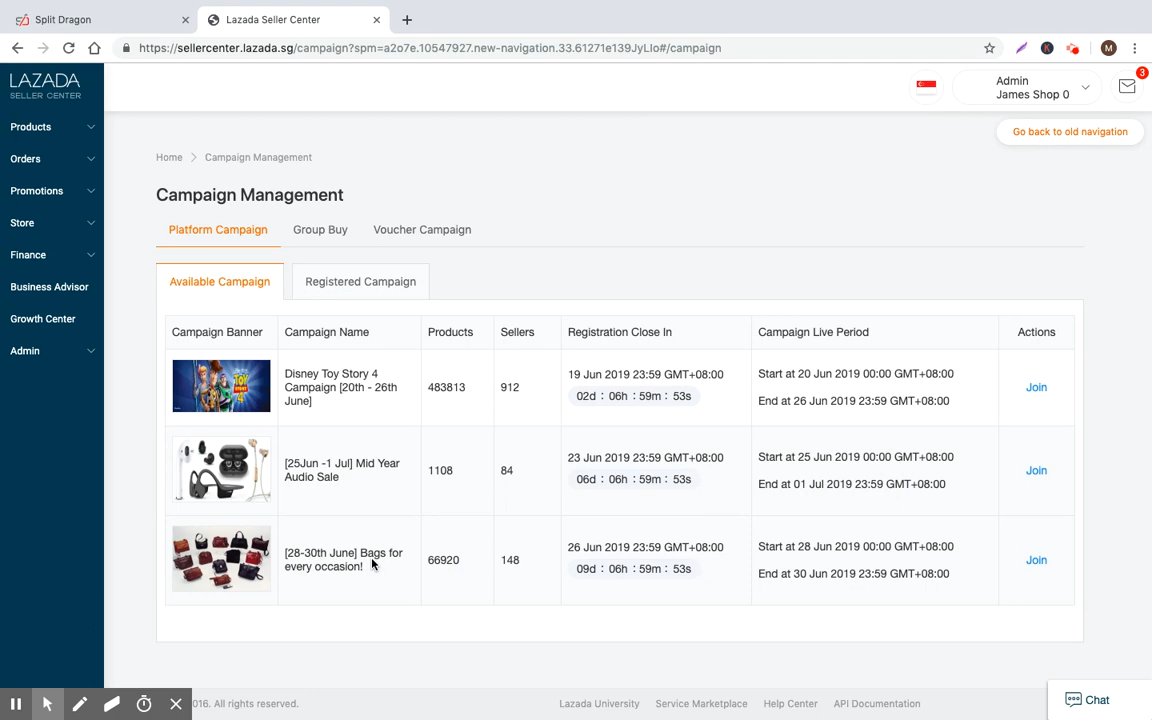 Split Dragon
Lazada Seller Center
https://sellercenter.lazada.sg/campaign?spm=a2o7e.10547927.new-navigation.33.61271e139JyLIo#/campaign
K
M
LAZADA
SELLER CENTER
Admin
James Shop 0
3
Go back to old navigation
Products
Orders
Promotions
Store
Finance
Business Advisor
Growth Center
Admin
Home
Campaign Management
Campaign Management
Platform Campaign
Group Buy
Voucher Campaign
Available Campaign
Registered Campaign
Campaign Banner
Campaign Name
Products
Sellers
Registration Close In
Campaign Live Period
Actions
TOY
STORY
4
Disney Toy Story 4
Campaign [20th - 26th
June]
483813
912
19 Jun 2019 23:59 GMT+08:00
02d : 06h : 59m : 53s
Start at 20 Jun 2019 00:00 GMT+08:00
End at 26 Jun 2019 23:59 GMT+08:00
Join
[25Jun -1 Jul] Mid Year
Audio Sale
1108
84
23 Jun 2019 23:59 GMT+08:00
06d : 06h : 59m : 53s
Start at 25 Jun 2019 00:00 GMT+08:00
End at 01 Jul 2019 23:59 GMT+08:00
Join
[28-30th June] Bags for
every occasion!
66920
148
26 Jun 2019 23:59 GMT+08:00
09d : 06h : 59m : 53s
Start at 28 Jun 2019 00:00 GMT+08:00
End at 30 Jun 2019 23:59 GMT+08:00
Join
016. All rights reserved.
Lazada University
Service Marketplace
Help Center
API Documentation
Chat